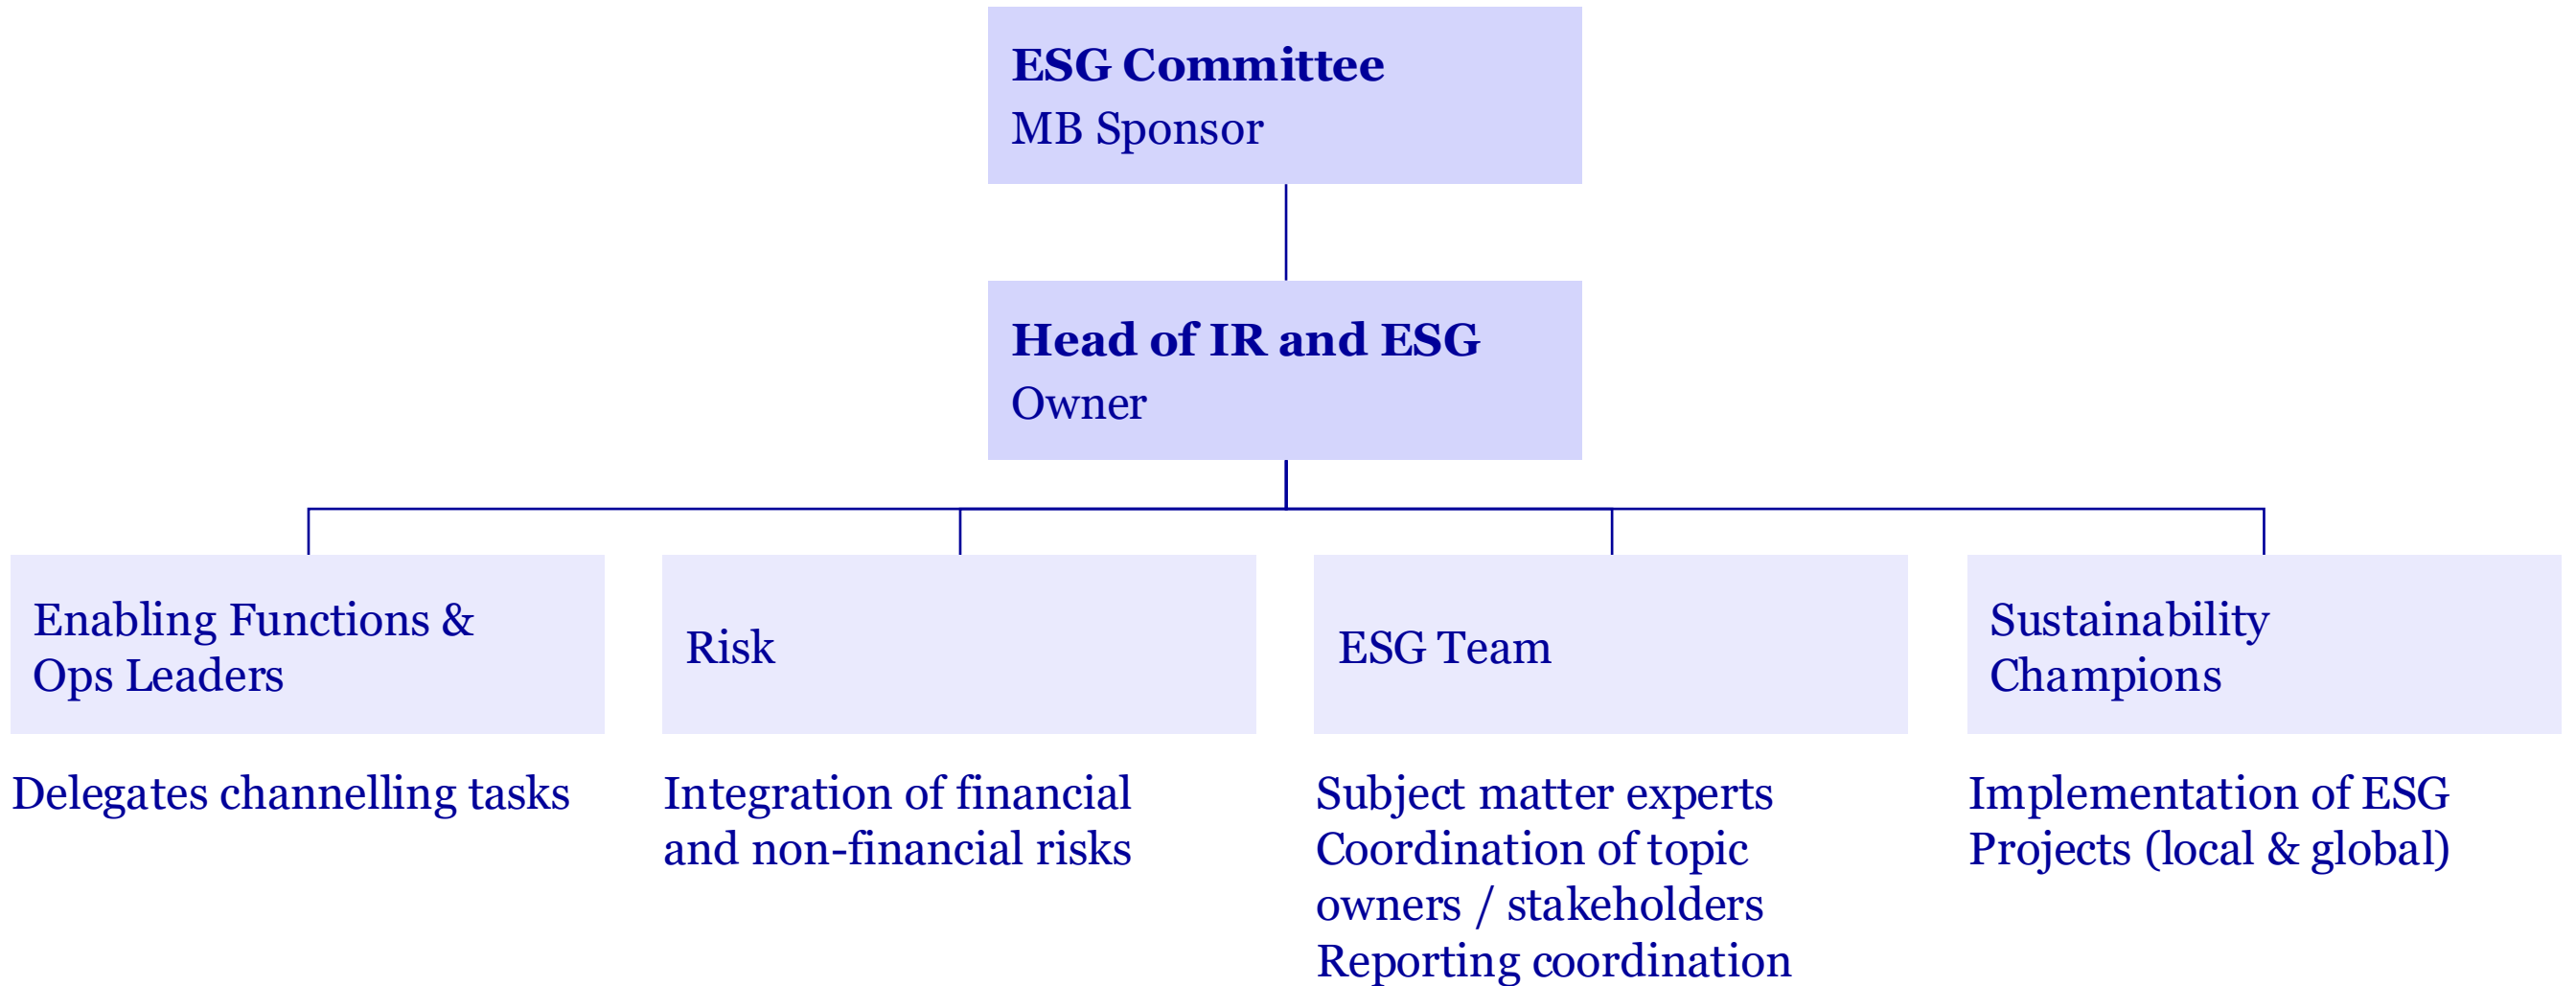 ESG Committee
MB Sponsor
Head of IR and ESG
Owner
Enabling Functions &
Ops Leaders
Delegates channelling tasks
Risk
Integration of financial
and non-financial risks
ESG Team
Subject matter experts
Coordination of topic
owners / stakeholders
Reporting coordination
Sustainability
Champions
Implementation of ESG
Projects (local & global)